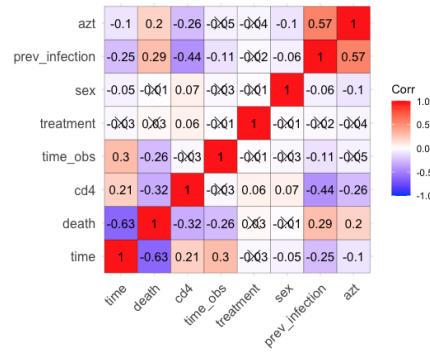 azt -0.1 0.2 -0.26 -0.05 -0.04 -0.1 0.57 1
prev_infection -0.25 0.29 -0.44 -0.11 -0.02 -0.06 1 0.57
sex -0.05 -0.01 0.07 -0.03 -0.01 1 -0.06 -0.1
treatment -0.03 0.03 0.06 -0.01 1 -0.01 -0.02 -0.04
time_obs 0.3 -0.26 -0.03 1 -0.01 -0.03 -0.11 -0.05
cd4 0.21 -0.32 1 -0.03 0.06 0.07 -0.44 -0.26
death -0.63 1 -0.32 -0.26 0.03 -0.01 0.29 0.2
time 1 -0.63 0.21 0.3 -0.03 -0.05 -0.25 -0.1
time death cd4 time_obs treatment sex prev_infection azt
Corr
1.0
0.5
0.0
-0.5
-1.0